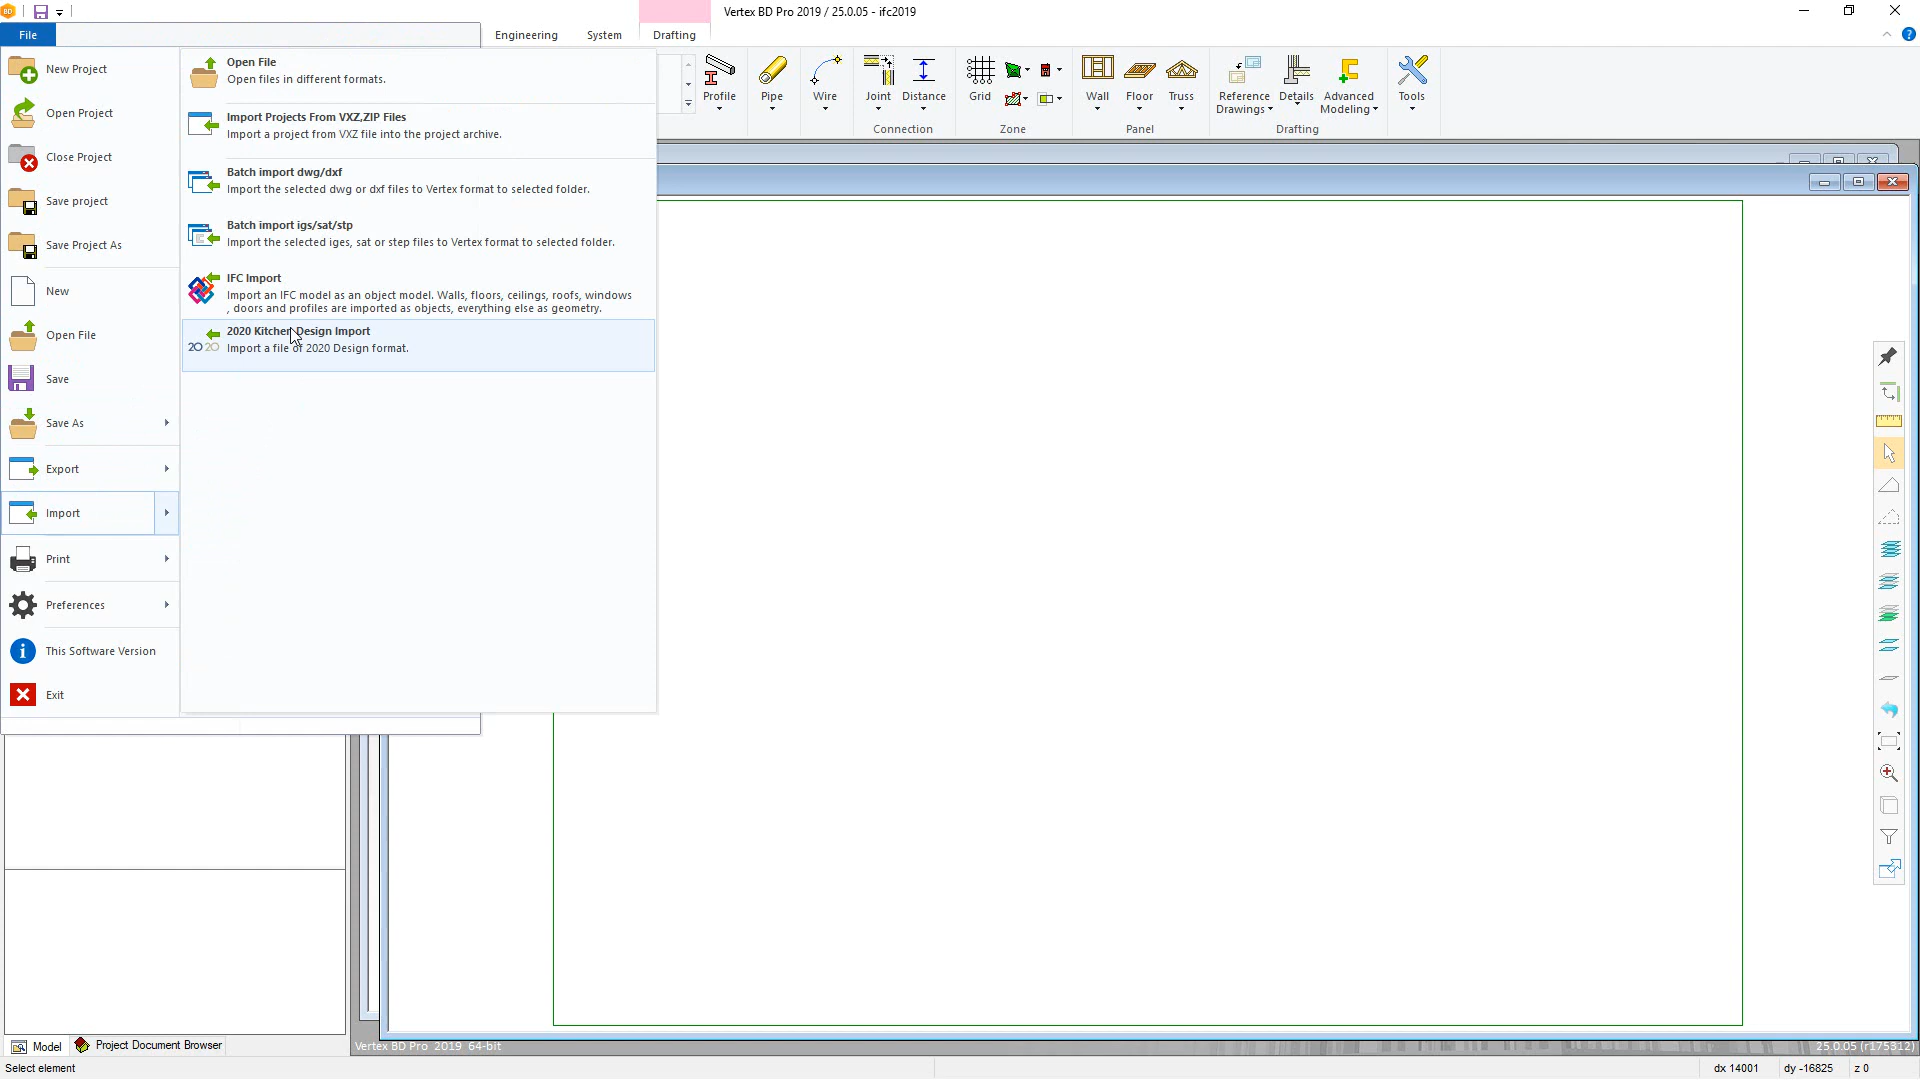 BD
Vertex BD Pro 2019 / 25.0.05 - ifc2019
File
Engineering
System
Drafting
New Project
Open Project
Close Project
Save project
Save Project As
New
Open File
Save
Save As
Export
Import
Print
Preferences
This Software Version
Exit
Open File
Open files in different formats.
Import Projects From VXZ,ZIP Files
Import a project from VXZ file into the project archive.
Batch import dwg/dxf
Import the selected dwg or dxf files to Vertex format to selected folder.
Batch import igs/sat/stp
Import the selected iges, sat or step files to Vertex format to selected folder.
IFC Import
Import an IFC model as an object model. Walls, floors, ceilings, roofs, windows
, doors and profiles are imported as objects, everything else as geometry.
2020
2020 Kitchen Design Import
Import a file of 2020 Design format.
Profile
Pipe
Wire
Joint
Distance
Connection
Grid
Zone
Wall
Floor
Truss
Panel
Reference
Drawings
Details
Advanced
Modeling
Drafting
Tools
Model
Project Document Browser
Vertex BD Pro 2019 64-bit
25.0.05 (r175312)
Select element
dx 14001
dy -16825
z 0